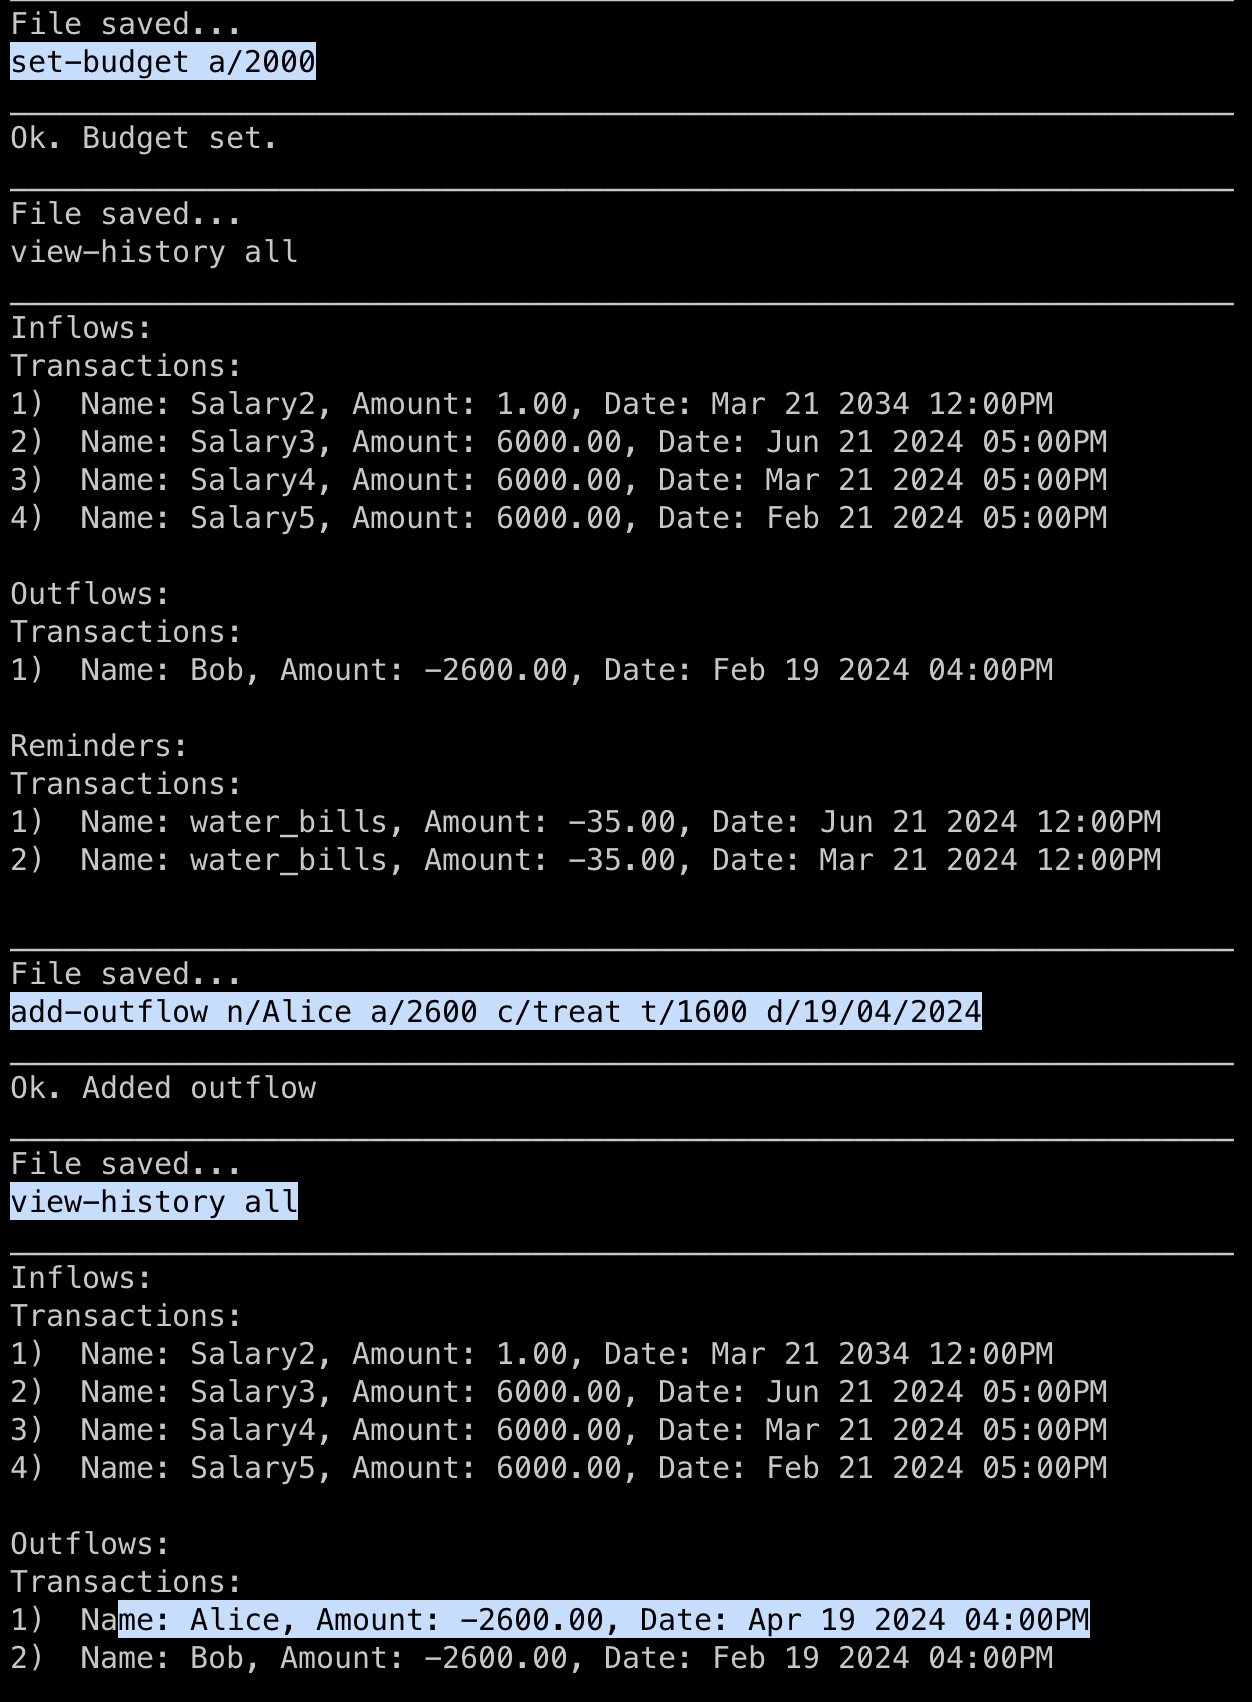 File saved...
set-budget a/2000
Ok. Budget set.
File saved...
view-history all
Inflows:
Transactions:
1)  Name: Salary2, Amount: 1.00, Date: Mar 21 2034 12:00PM
2)  Name: Salary3, Amount: 6000.00, Date: Jun 21 2024 05:00PM
3)  Name: Salary4, Amount: 6000.00, Date: Mar 21 2024 05:00PM
4)  Name: Salary5, Amount: 6000.00, Date: Feb 21 2024 05:00PM
Outflows:
Transactions:
1)  Name: Bob, Amount: -2600.00, Date: Feb 19 2024 04:00PM
Reminders:
Transactions:
1)  Name: water_bills, Amount: -35.00, Date: Jun 21 2024 12:00PM
2)  Name: water_bills, Amount: -35.00, Date: Mar 21 2024 12:00PM
File saved...
add-outflow n/Alice a/2600 c/treat t/1600 d/19/04/2024
Ok. Added outflow
File saved...
view-history all
Inflows:
Transactions:
1)  Name: Salary2, Amount: 1.00, Date: Mar 21 2034 12:00PM
2)  Name: Salary3, Amount: 6000.00, Date: Jun 21 2024 05:00PM
3)  Name: Salary4, Amount: 6000.00, Date: Mar 21 2024 05:00PM
4)  Name: Salary5, Amount: 6000.00, Date: Feb 21 2024 05:00PM
Outflows:
Transactions:
1)  Name: Alice, Amount: -2600.00, Date: Apr 19 2024 04:00PM
2)  Name: Bob, Amount: -2600.00, Date: Feb 19 2024 04:00PM